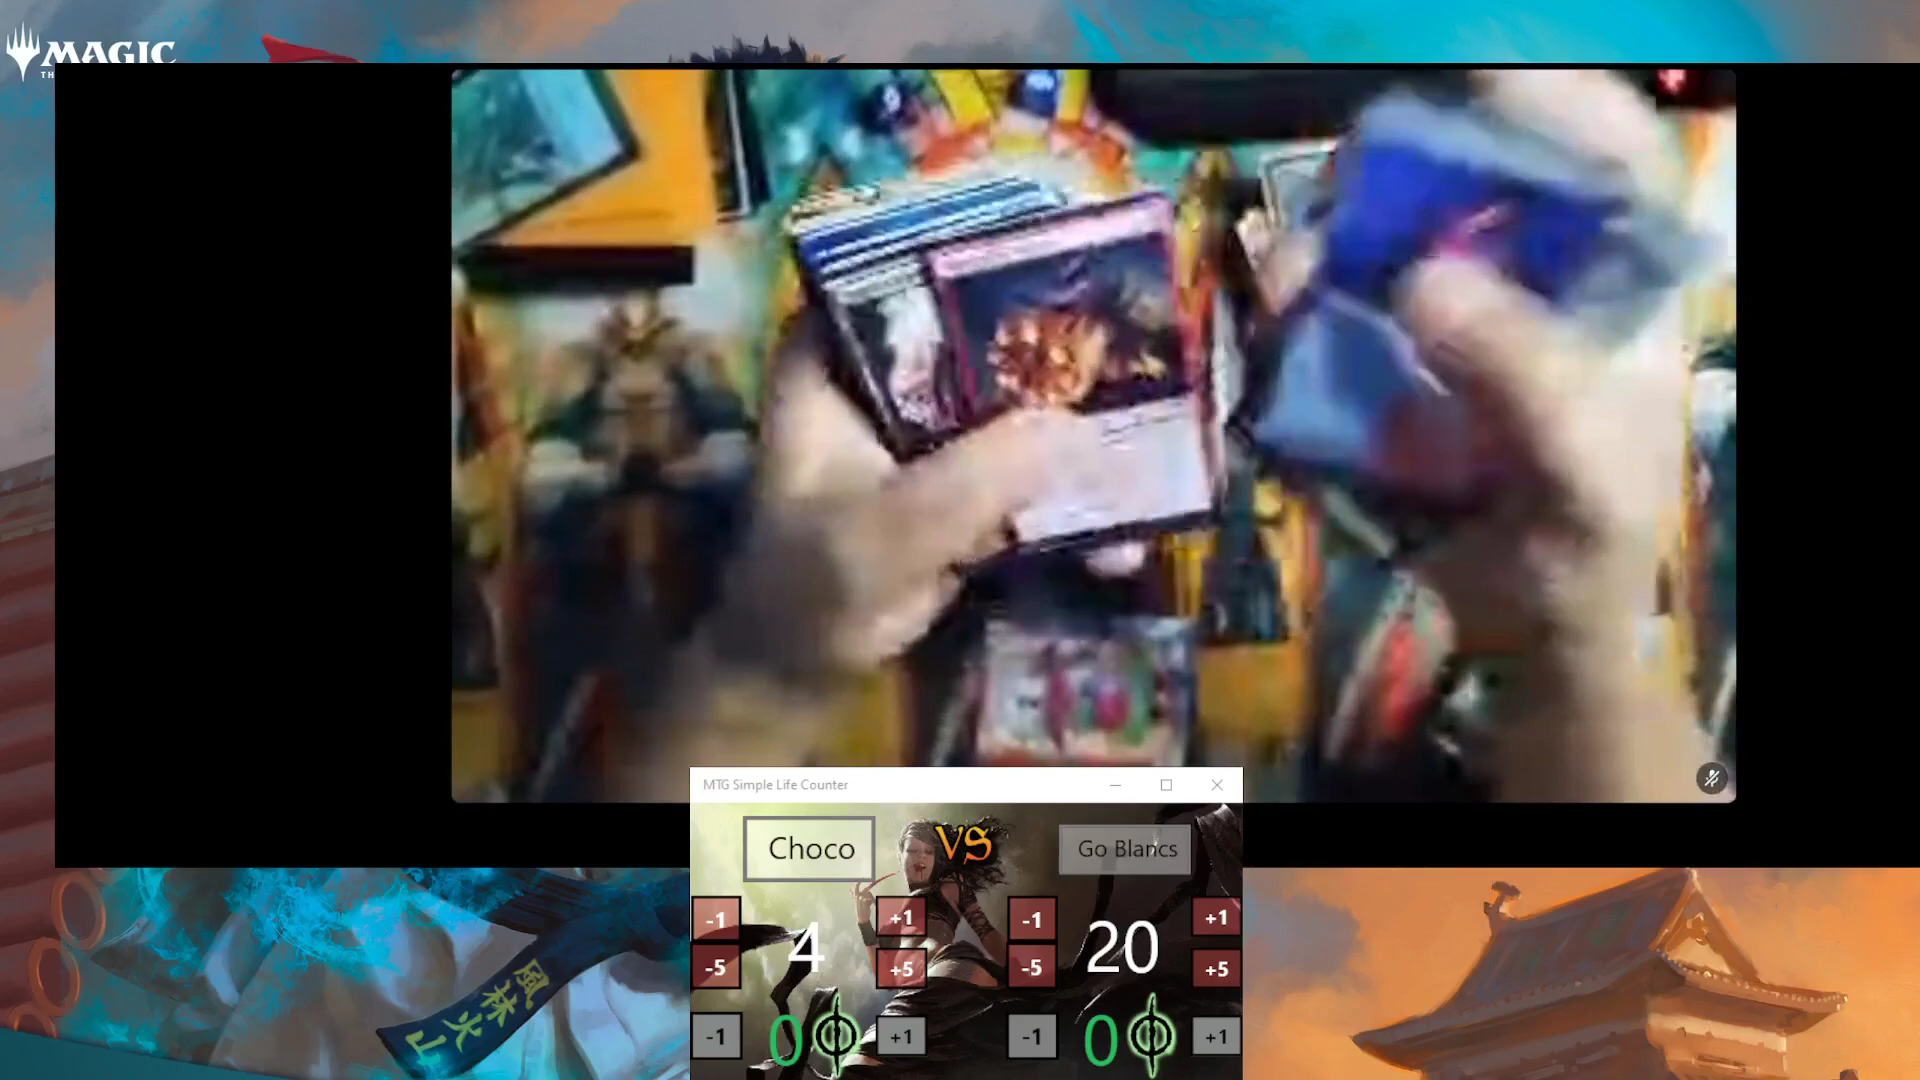 MAGIC
TH
MTG Simple Life Counter
Choco
VS
Go Blancs
-1
4
+1
-1
20
+1
-5
+5
-5
+5
-1
0
+1
-1
0
+1
風林火山